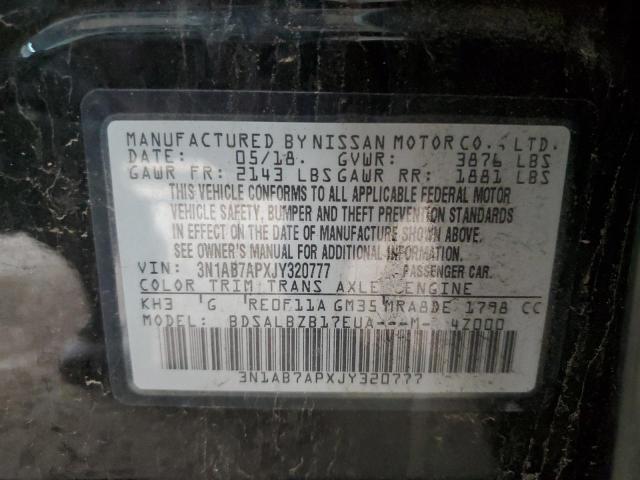 MANUFACTURED BY NISSAN MOTOR CO., LTD.
DATE: 05/18. GVWR: 3876 LBS
GAWR FR: 2143 LBS GAWR RR: 1881 LBS
THIS VEHICLE CONFORMS TO ALL APPLICABLE FEDERAL MOTOR
VEHICLE SAFETY, BUMPER AND THEFT PREVENTION STANDARDS
IN EFFECT ON THE DATE OF MANUFACTURE SHOWN ABOVE.
SEE OWNER'S MANUAL FOR ADDITIONAL INFORMATION.
VIN: 3N1AB7APXJY320777 PASSENGER CAR.
COLOR TRIM TRANS AXLE ENGINE
KH3 G RE0F11A GM35 MRA8DE 1798 CC
MODEL: BDSALBZB17EUA---M- 4Z000
3N1AB7APXJY320777